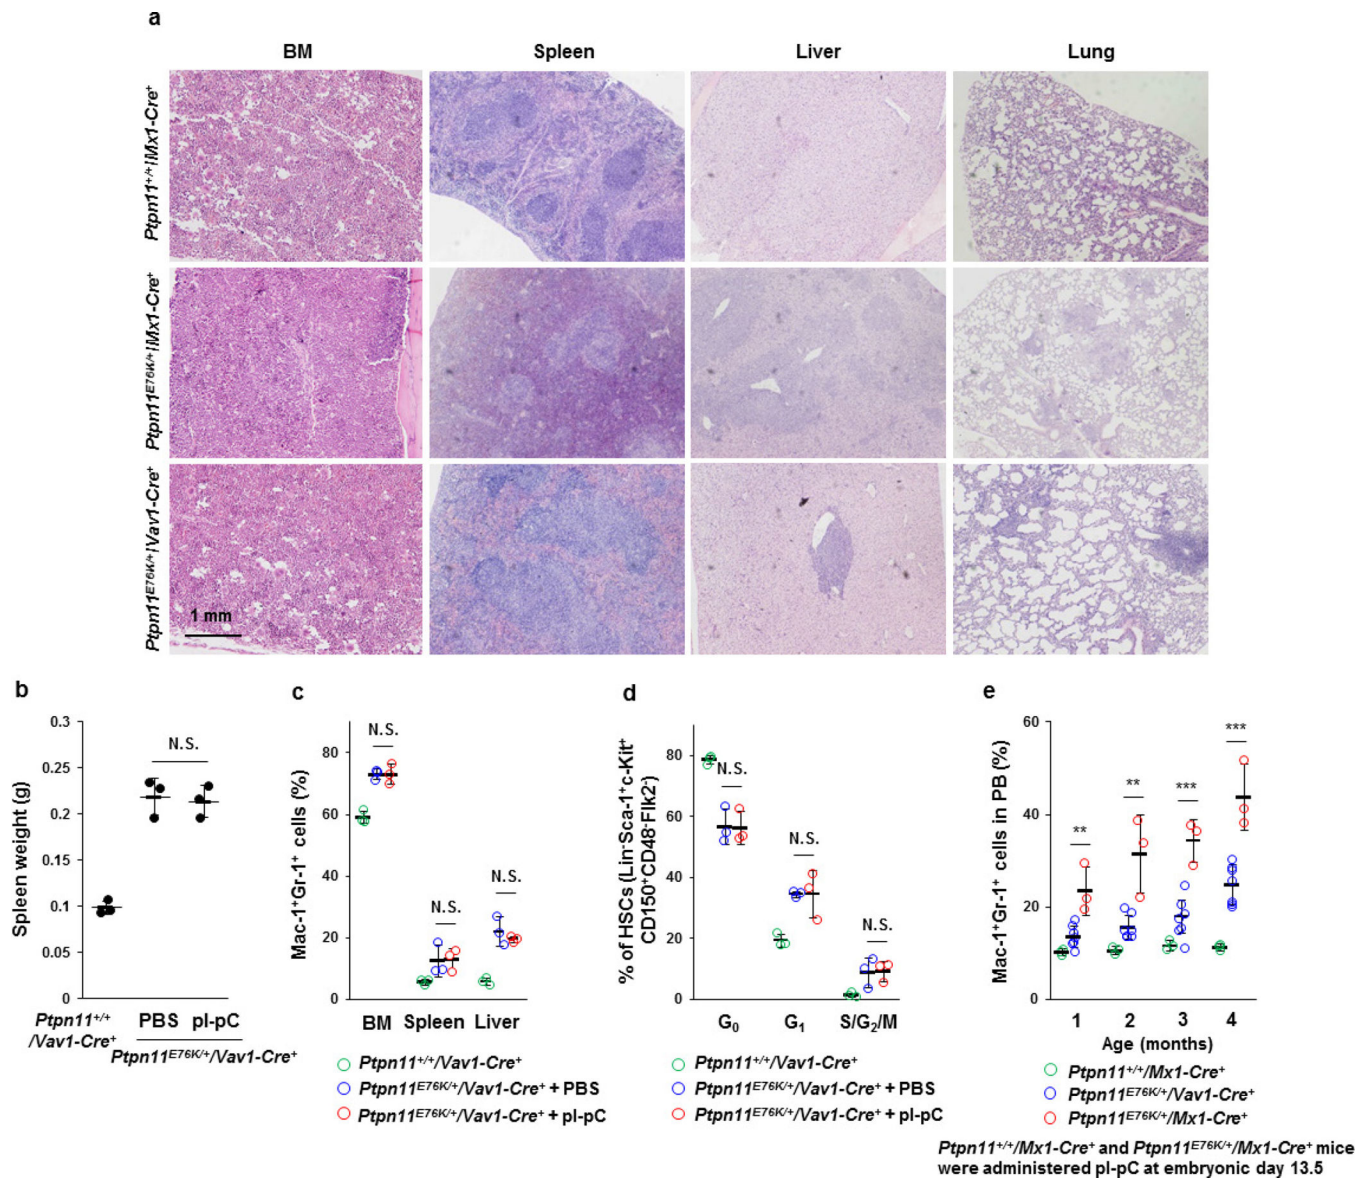 a
BM Spleen Liver Lung
Ptpn11+/+/Mx1-Cre+
Ptpn11E76K/+/Mx1-Cre+
Ptpn11E76K/+/Vav1-Cre+
1 mm
b
Spleen weight (g)
0.3
0.25
0.2
0.15
0.1
0.05
0
N.S.
Ptpn11+/+
/Vav1-Cre+
PBS pI-pC
Ptpn11E76K/+/Vav1-Cre+
c
Mac-1+Gr-1+ cells (%)
80
60
40
20
0
N.S.
N.S.
N.S.
BM Spleen Liver
Ptpn11+/+/Vav1-Cre+
Ptpn11E76K/+/Vav1-Cre+ + PBS
Ptpn11E76K/+/Vav1-Cre+ + pI-pC
d
% of HSCs (Lin-Sca-1+c-Kit+
CD150+CD48-Flk2-)
80
60
40
20
0
N.S.
N.S.
N.S.
G0 G1 S/G2/M
Ptpn11+/+/Vav1-Cre+
Ptpn11E76K/+/Vav1-Cre+ + PBS
Ptpn11E76K/+/Vav1-Cre+ + pI-pC
e
Mac-1+Gr-1+ cells in PB (%)
60
40
20
0
**
**
***
***
1 2 3 4
Age (months)
Ptpn11+/+/Mx1-Cre+
Ptpn11E76K/+/Vav1-Cre+
Ptpn11E76K/+/Mx1-Cre+
Ptpn11+/+/Mx1-Cre+ and Ptpn11E76K/+/Mx1-Cre+ mice
were administered pI-pC at embryonic day 13.5